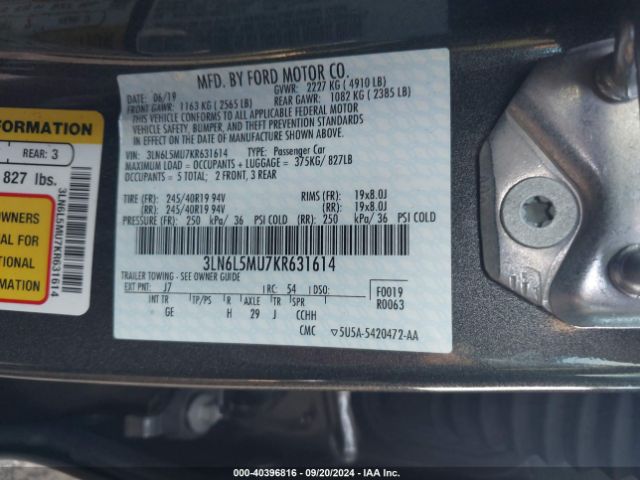 MFD. BY FORD MOTOR CO.
DATE: 06/19 GVWR: 2227 KG ( 4910 LB)
FRONT GAWR: 1163 KG ( 2565 LB) REAR GAWR: 1082 KG ( 2385 LB)
THIS VEHICLE CONFORMS TO ALL APPLICABLE FEDERAL MOTOR
VEHICLE SAFETY, BUMPER, AND THEFT PREVENTION STANDARDS
IN EFFECT ON THE DATE OF MANUFACTURE SHOWN ABOVE.
VIN: 3LN6L5MU7KR631614 TYPE: Passenger Car
MAXIMUM LOAD = OCCUPANTS + LUGGAGE = 375KG / 827LB
OCCUPANTS = 5 TOTAL; 2 FRONT, 3 REAR
TIRE (FR): 245/40R19 94V RIMS (FR): 19x8.0J
(RR): 245/40R19 94V (RR): 19x8.0J
PRESSURE (FR): 250 kPa/ 36 PSI COLD (RR): 250 kPa/ 36 PSI COLD
3LN6L5MU7KR631614
TRAILER TOWING - SEE OWNER GUIDE
EXT PNT: J7 RC: 54 DSO: F0019
R0063
INT TR TP/PS R AXLE TR SPR
GE H 29 J CCHH
CMC 5U5A-5420472-AA
FORMATION
REAR: 3
827 lbs.
OWNERS
FOR
TIONAL
MATION
3LN6L5MU7KR631614
000-40396816 - 09/20/2024 - IAA Inc.